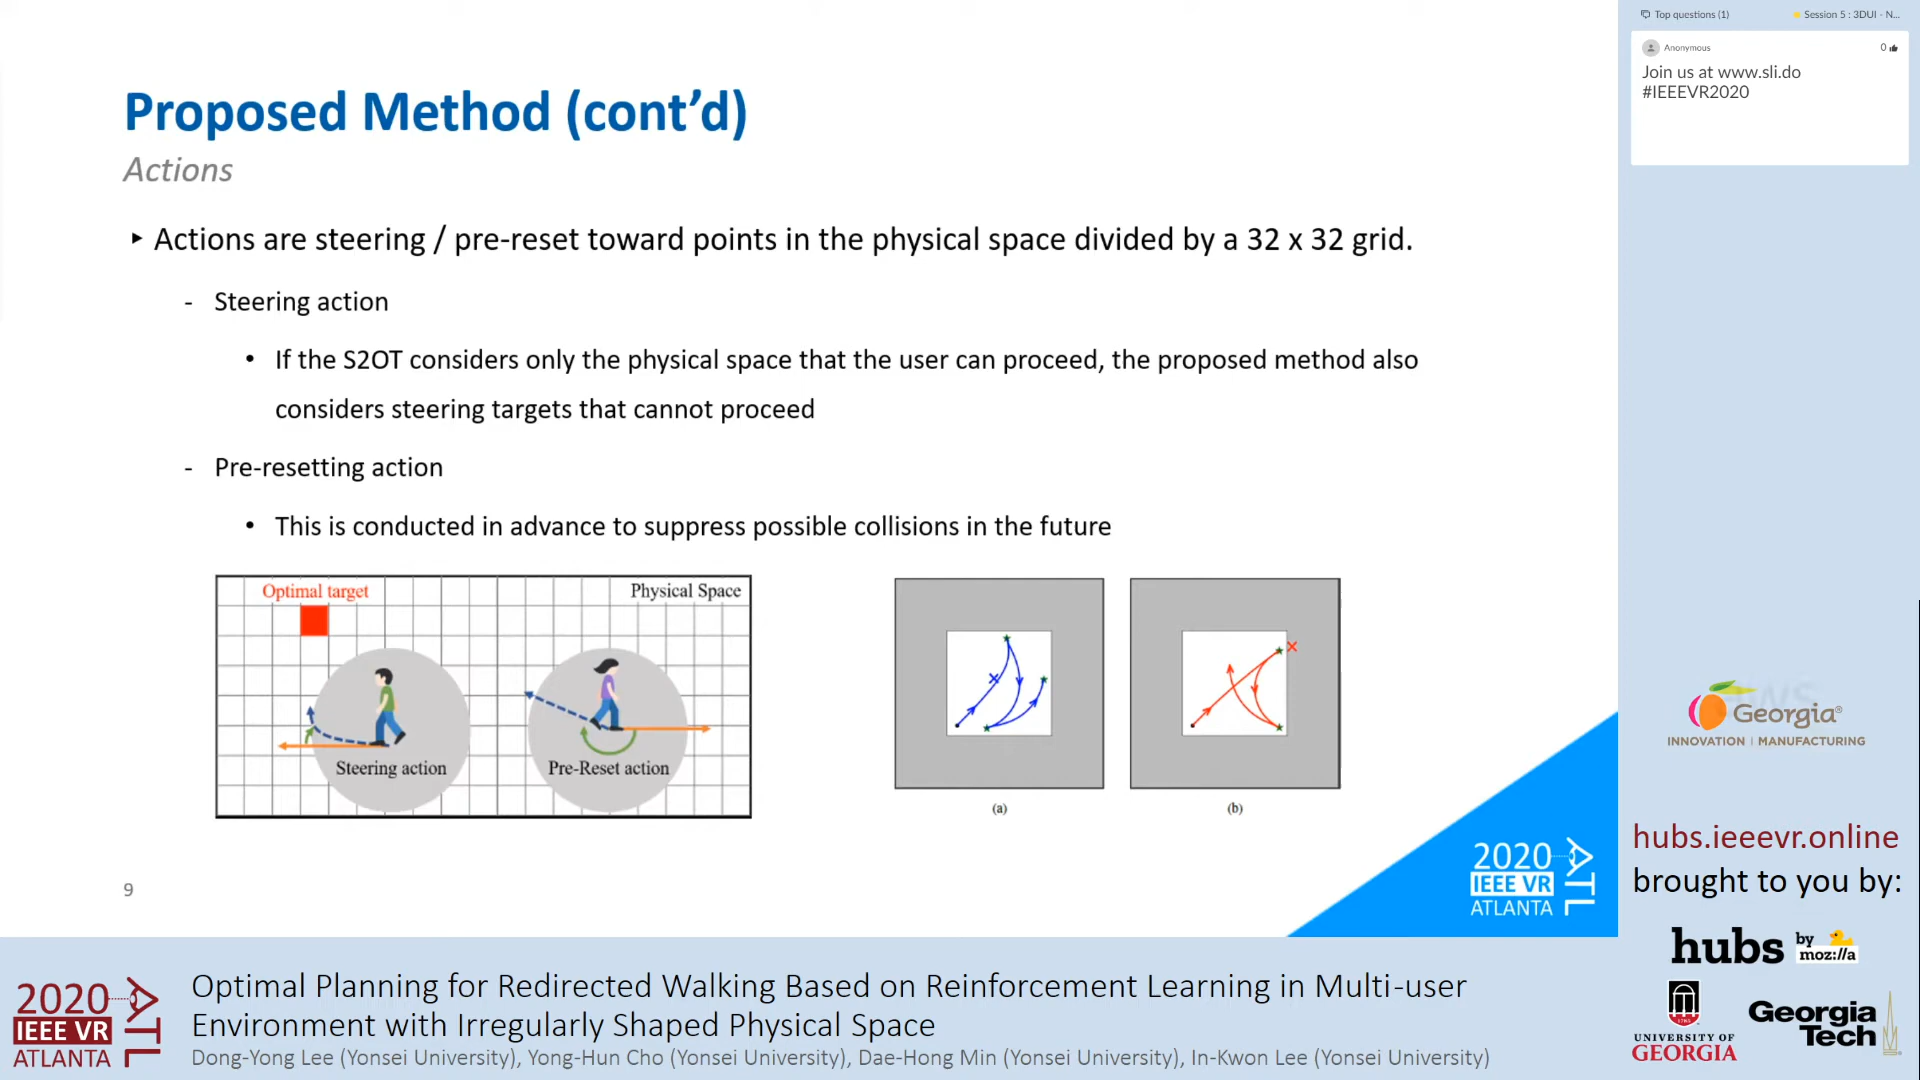 Proposed Method (cont’d)
Actions
‣ Actions are steering / pre-reset toward points in the physical space divided by a 32 x 32 grid.
- Steering action
• If the S2OT considers only the physical space that the user can proceed, the proposed method also
considers steering targets that cannot proceed
- Pre-resetting action
• This is conducted in advance to suppress possible collisions in the future
Optimal target
Physical Space
Steering action
Pre-Reset action
(a)
(b)
9
2020
IEEE VR
ATLANTA
ATL
Top questions (1)
Session 5 : 3DUI - N...
Anonymous
0
Join us at www.sli.do
#IEEEVR2020
Georgia®
INNOVATION | MANUFACTURING
hubs.ieeevr.online
brought to you by:
hubs by
moz://a
UNIVERSITY OF
GEORGIA
Georgia
Tech
2020
IEEE VR
ATLANTA
ATL
Optimal Planning for Redirected Walking Based on Reinforcement Learning in Multi-user
Environment with Irregularly Shaped Physical Space
Dong-Yong Lee (Yonsei University), Yong-Hun Cho (Yonsei University), Dae-Hong Min (Yonsei University), In-Kwon Lee (Yonsei University)